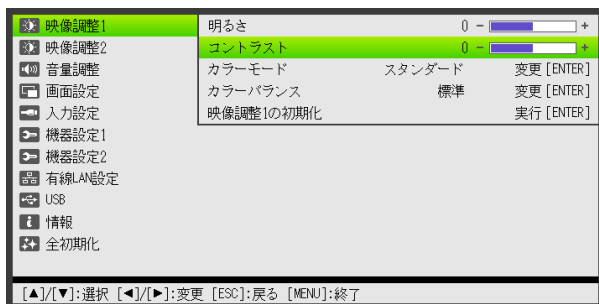 映像調整1
映像調整2
音量調整
画面設定
入力設定
機器設定1
機器設定2
有線LAN設定
USB
情報
全初期化
明るさ 0 - +
コントラスト 0 - +
カラーモード スタンダード 変更 [ENTER]
カラーバランス 標準 変更 [ENTER]
映像調整1の初期化 実行 [ENTER]
[▲]/[▼]:選択 [◄]/[►]:変更 [ESC]:戻る [MENU]:終了